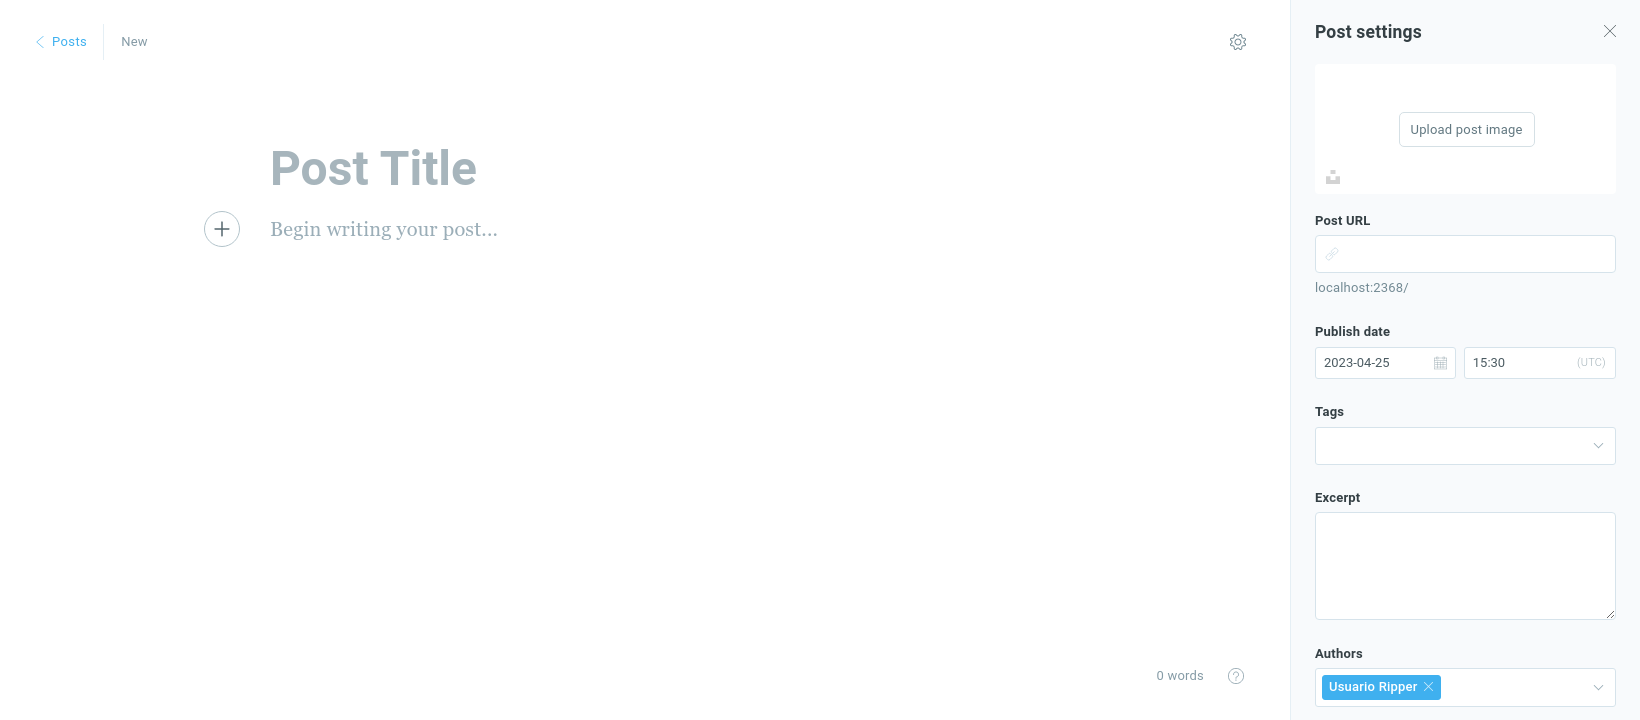 Posts
New
Post Title
Begin writing your post...
0 words
Post settings
Upload post image
Post URL
localhost:2368/
Publish date
2023-04-25
15:30 (UTC)
Tags
Excerpt
Authors
Usuario Ripper